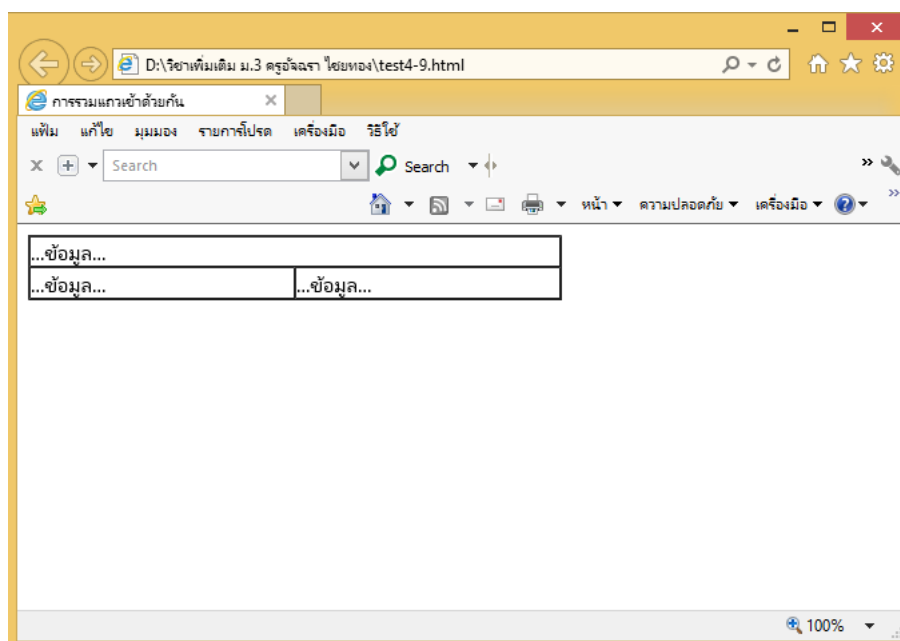 D:\วิชาเพิ่มเติม ม.3 ครูอัจฉรา ไชยทอง\test4-9.html
การรวมแถวเข้าด้วยกัน
แฟ้ม แก้ไข มุมมอง รายการโปรด เครื่องมือ วิธีใช้
Search Search
หน้า ความปลอดภัย เครื่องมือ
...ข้อมูล...
...ข้อมูล... ...ข้อมูล...
100%